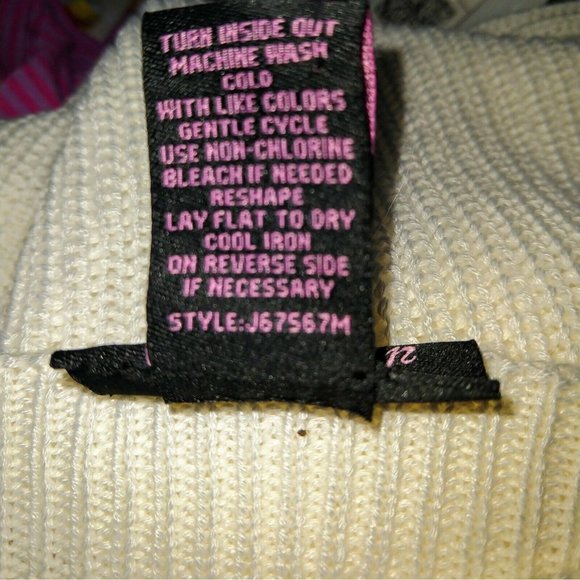 TURN INSIDE OUT
MACHINE WASH
COLD
WITH LIKE COLORS
GENTLE CYCLE
USE NON-CHLORINE
BLEACH IF NEEDED
RESHAPE
LAY FLAT TO DRY
COOL IRON
ON REVERSE SIDE
IF NECESSARY
STYLE:J67567M